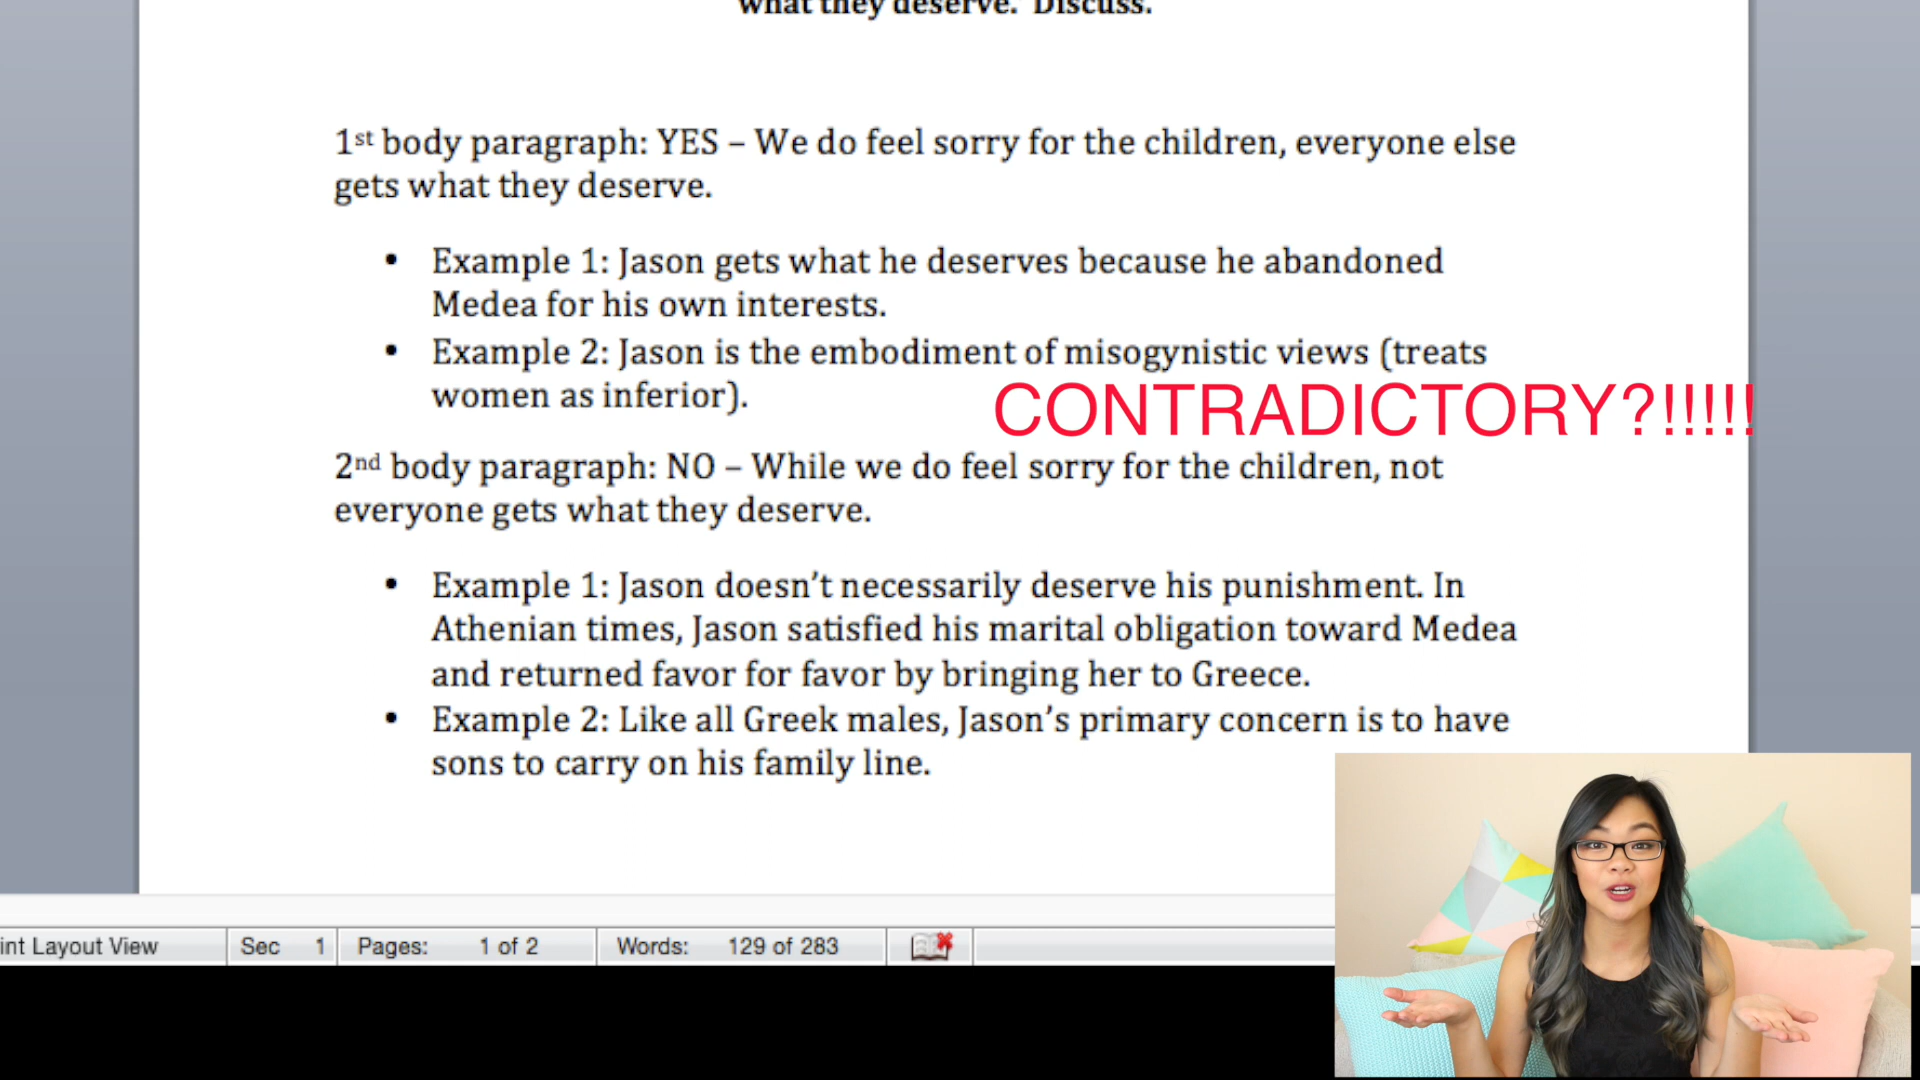 what they deserve. Discuss.
1st body paragraph: YES – We do feel sorry for the children, everyone else
gets what they deserve.
• Example 1: Jason gets what he deserves because he abandoned
Medea for his own interests.
• Example 2: Jason is the embodiment of misogynistic views (treats
women as inferior).
CONTRADICTORY?!!!!!
2nd body paragraph: NO – While we do feel sorry for the children, not
everyone gets what they deserve.
• Example 1: Jason doesn’t necessarily deserve his punishment. In
Athenian times, Jason satisfied his marital obligation toward Medea
and returned favor for favor by bringing her to Greece.
• Example 2: Like all Greek males, Jason’s primary concern is to have
sons to carry on his family line.
int Layout View Sec 1 Pages: 1 of 2 Words: 129 of 283